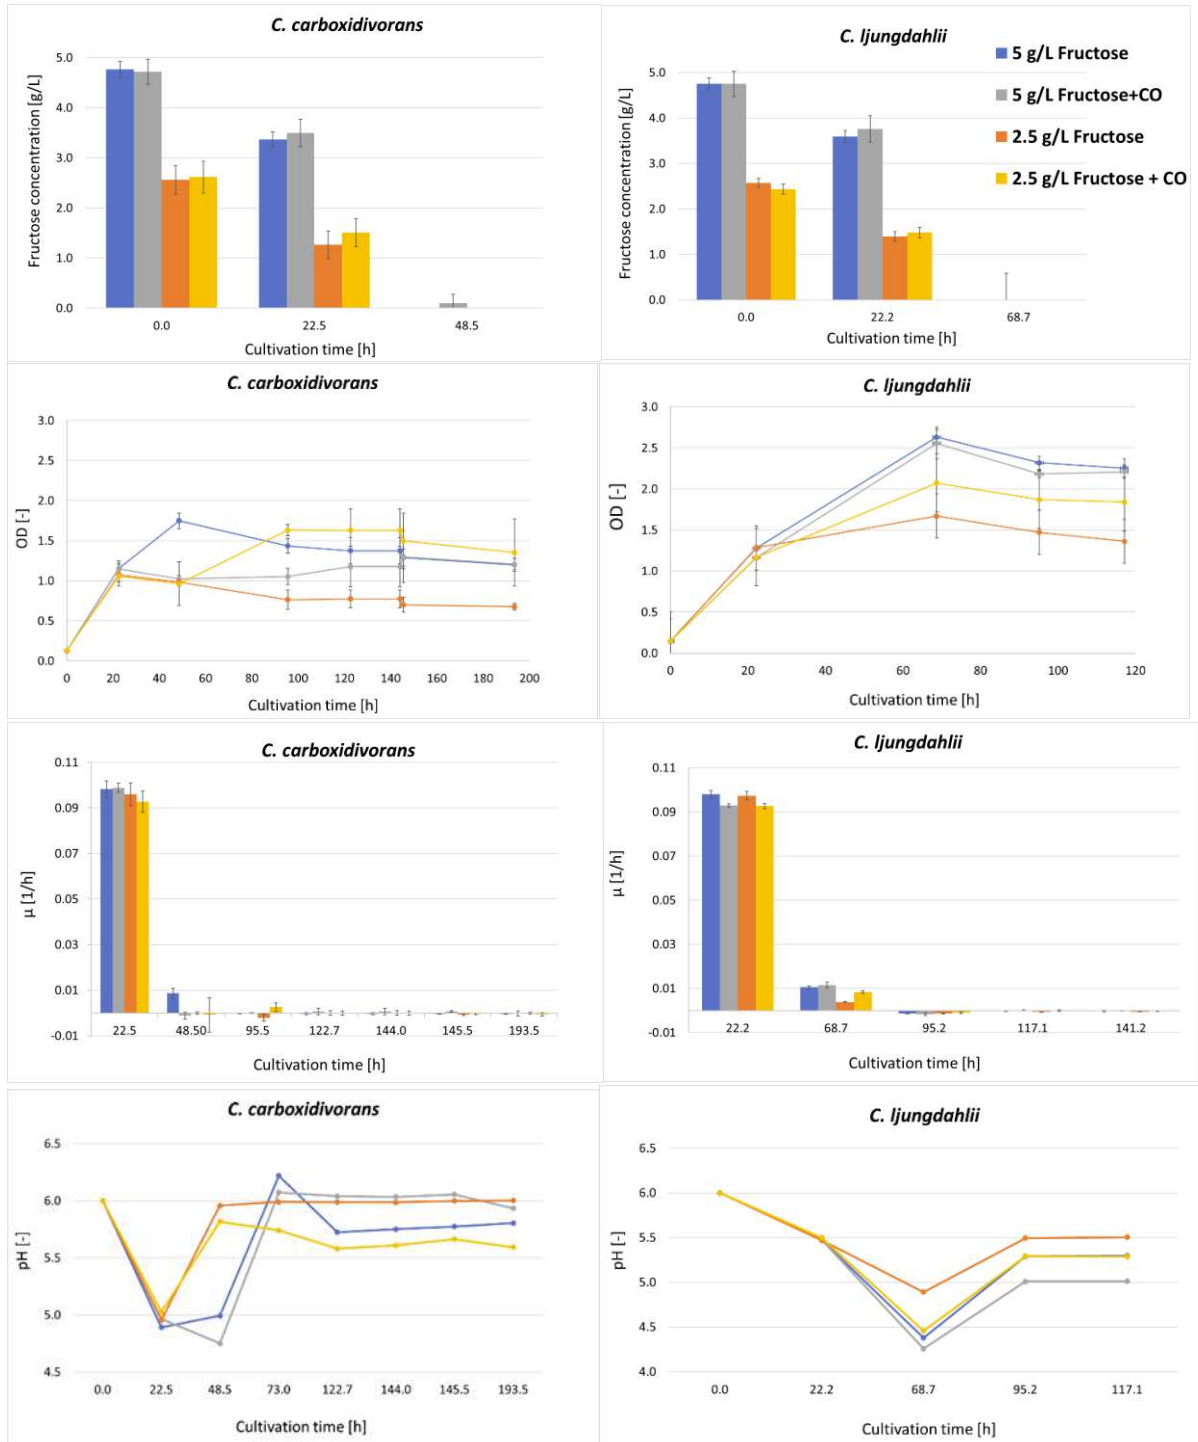 C. carboxidivorans
Fructose concentration [g/L]
5.0
4.0
3.0
2.0
1.0
0.0
0.0 22.5 48.5
Cultivation time [h]
C. ljungdahlii
5 g/L Fructose
5 g/L Fructose+CO
2.5 g/L Fructose
2.5 g/L Fructose + CO
Fructose concentration [g/L]
5.0
4.0
3.0
2.0
1.0
0.0
0.0 22.2 68.7
Cultivation time [h]
C. carboxidivorans
OD [-]
3.0
2.5
2.0
1.5
1.0
0.5
0.0
0 20 40 60 80 100 120 140 160 180 200
Cultivation time [h]
C. ljungdahlii
OD [-]
3.0
2.5
2.0
1.5
1.0
0.5
0.0
0 20 40 60 80 100 120
Cultivation time [h]
C. carboxidivorans
μ [1/h]
0.11
0.09
0.07
0.05
0.03
0.01
-0.01
22.5 48.50 95.5 122.7 144.0 145.5 193.5
Cultivation time [h]
C. ljungdahlii
μ [1/h]
0.11
0.09
0.07
0.05
0.03
0.01
-0.01
22.2 68.7 95.2 117.1 141.2
Cultivation time [h]
C. carboxidivorans
pH [-]
6.5
6.0
5.5
5.0
4.5
0.0 22.5 48.5 73.0 122.7 144.0 145.5 193.5
Cultivation time [h]
C. ljungdahlii
pH [-]
6.5
6.0
5.5
5.0
4.5
4.0
0.0 22.2 68.7 95.2 117.1
Cultivation time [h]